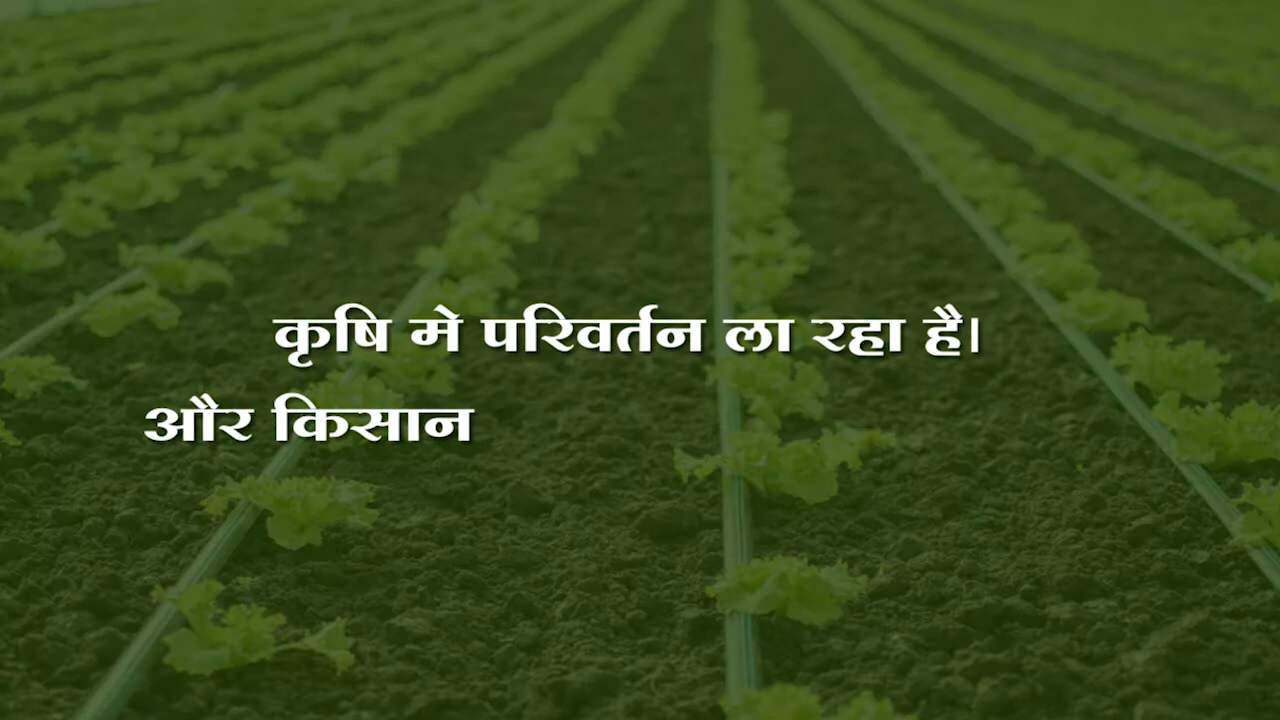 कृषि मे परिवर्तन ला रहा है।
और किसान